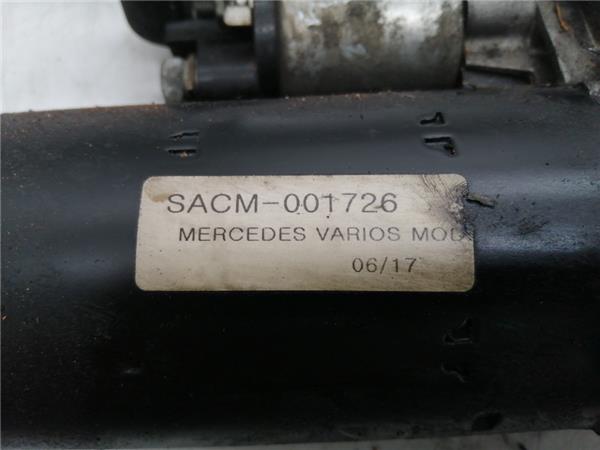 SACM-001726
MERCEDES VARIOS MOD
06/17